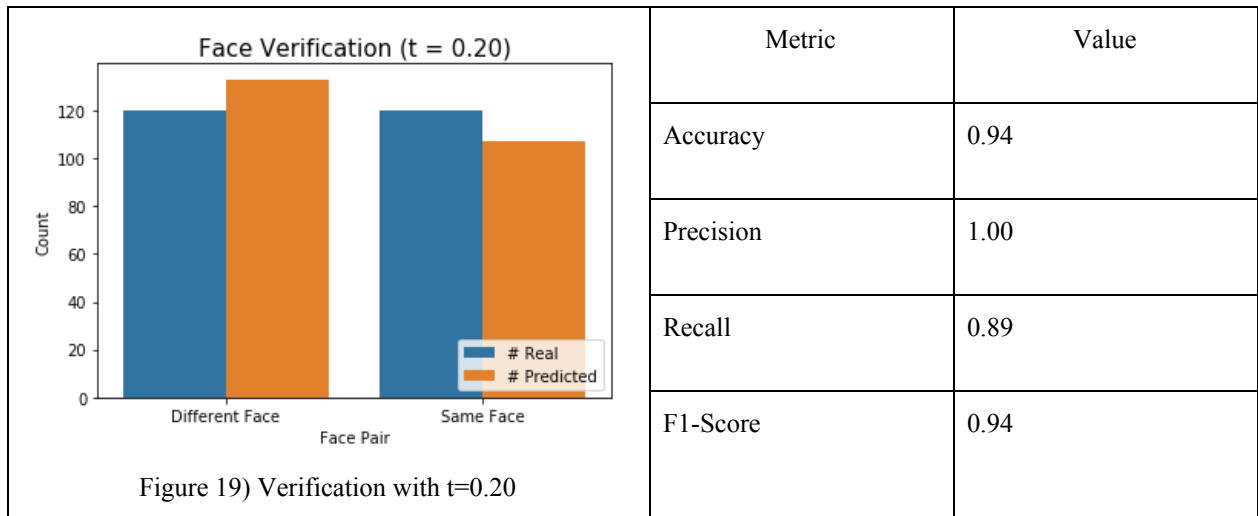 Face Verification (t = 0.20)
120
100
80
60
40
20
0
Count
# Real
# Predicted
Different Face
Same Face
Face Pair
Figure 19) Verification with t=0.20
Metric Value
Accuracy 0.94
Precision 1.00
Recall 0.89
F1-Score 0.94